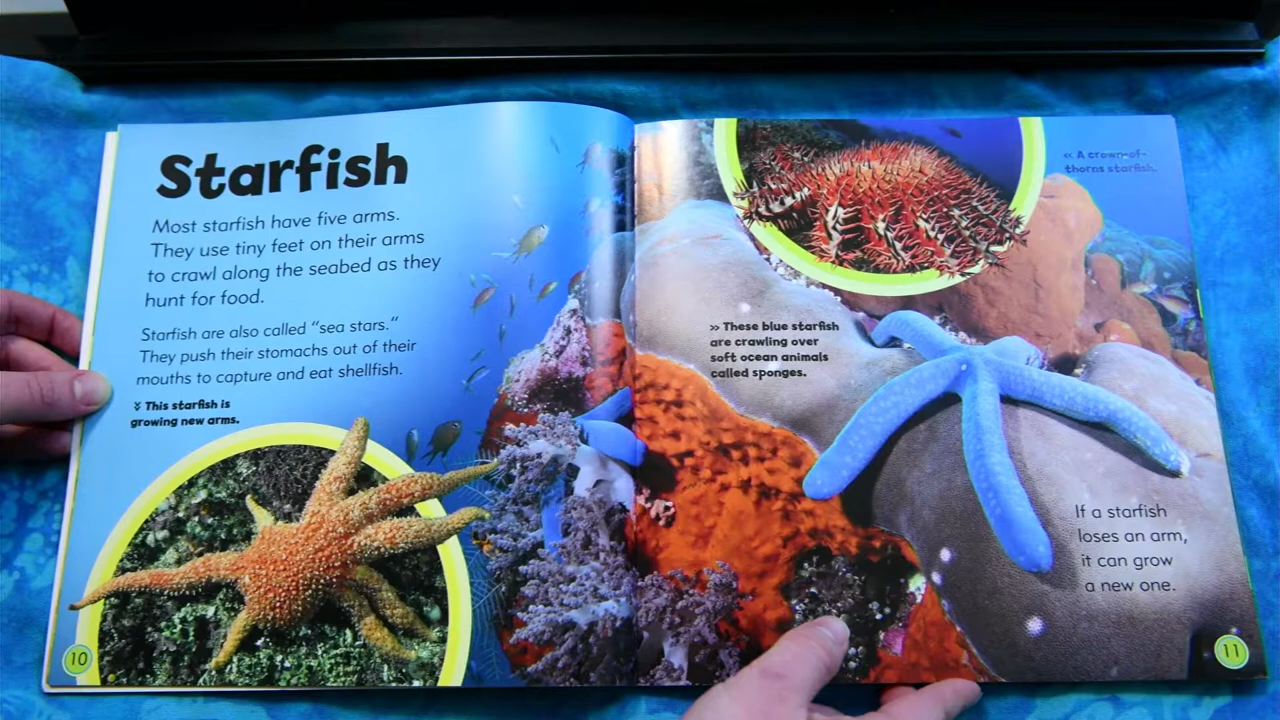 Starfish
Most starfish have five arms.
They use tiny feet on their arms
to crawl along the seabed as they
hunt for food.
Starfish are also called “sea stars.”
They push their stomachs out of their
mouths to capture and eat shellfish.
This starfish is
growing new arms.
10
« A crown-of-
thorns starfish.
» These blue starfish
are crawling over
soft ocean animals
called sponges.
If a starfish
loses an arm,
it can grow
a new one.
11